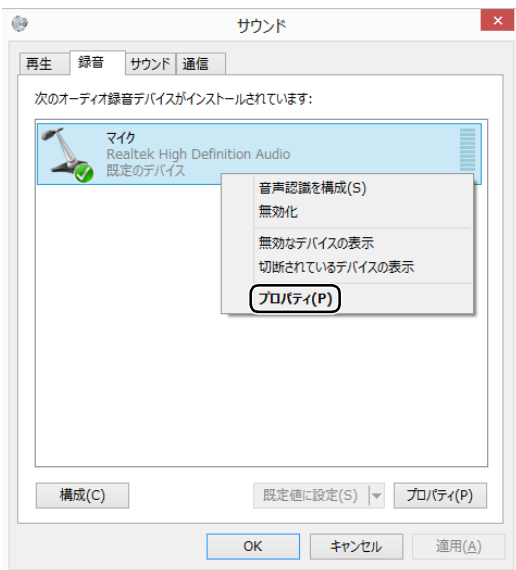 サウンド
再生 録音 サウンド 通信
次のオーディオ録音デバイスがインストールされています:
マイク
Realtek High Definition Audio
既定のデバイス
音声認識を構成(S)
無効化
無効なデバイスの表示
切断されているデバイスの表示
プロパティ(P)
構成(C) 既定値に設定(S) プロパティ(P)
OK キャンセル 適用(A)